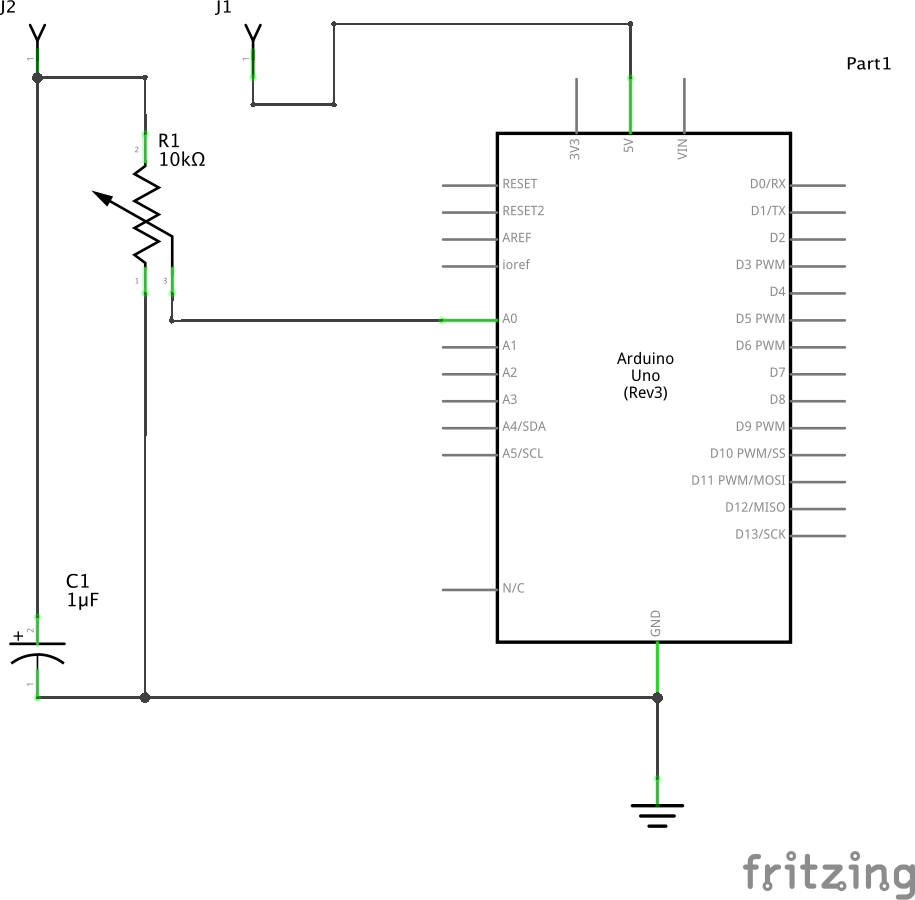 J2
J1
1
1
Part1
2
R1
10kΩ
3V3
5V
VIN
RESET
D0/RX
RESET2
D1/TX
AREF
D2
ioref
D3 PWM
1
3
D4
A0
D5 PWM
A1
D6 PWM
Arduino
Uno
(Rev3)
A2
D7
A3
D8
A4/SDA
D9 PWM
A5/SCL
D10 PWM/SS
D11 PWM/MOSI
D12/MISO
D13/SCK
C1
1µF
N/C
GND
+
2
1
fritzing